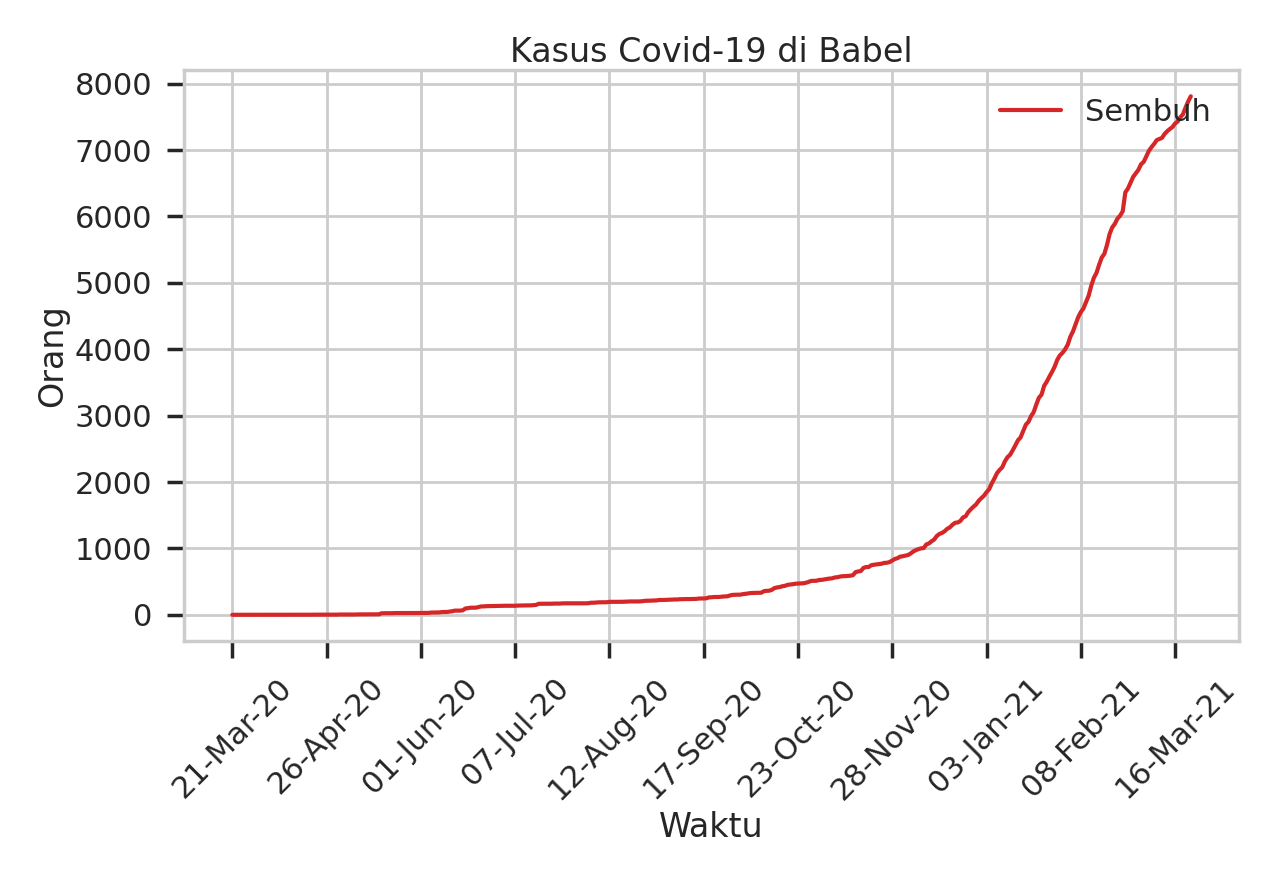 Kasus Covid-19 di Babel
Sembuh
Orang
8000
7000
6000
5000
4000
3000
2000
1000
0
21-Mar-20
26-Apr-20
01-Jun-20
07-Jul-20
12-Aug-20
17-Sep-20
23-Oct-20
28-Nov-20
03-Jan-21
08-Feb-21
16-Mar-21
Waktu